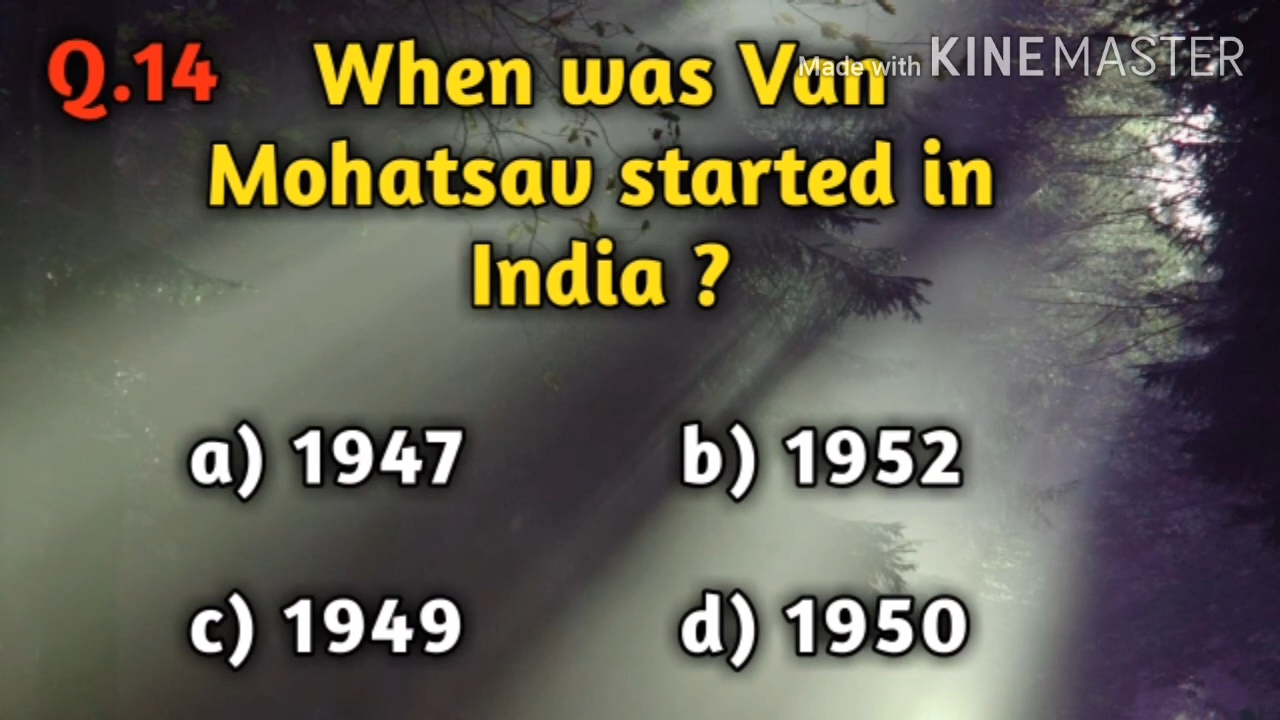 Made with KINEMASTER
Q.14 When was Van
Mohatsav started in
India ?
a) 1947 b) 1952
c) 1949 d) 1950